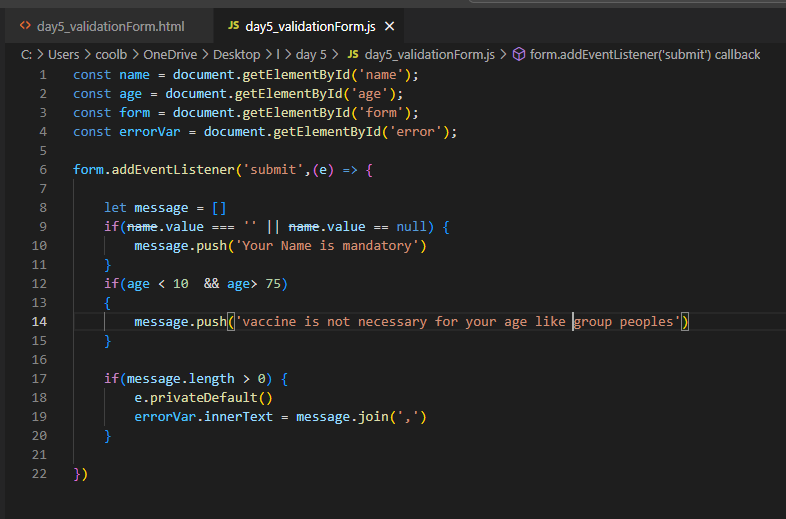 day5_validationForm.html JS day5_validationForm.js
C: > Users > coolb > OneDrive > Desktop > l > day 5 > JS day5_validationForm.js > form.addEventListener('submit') callback
1 const name = document.getElementById('name');
2 const age = document.getElementById('age');
3 const form = document.getElementById('form');
4 const errorVar = document.getElementById('error');
5
6 form.addEventListener('submit',(e) => {
7
8 let message = []
9 if(name.value === '' || name.value == null) {
10 message.push('Your Name is mandatory')
11 }
12 if(age < 10  && age> 75)
13 {
14 message.push('vaccine is not necessary for your age like group peoples')
15 }
16
17 if(message.length > 0) {
18 e.privateDefault()
19 errorVar.innerText = message.join(',')
20 }
21
22 })